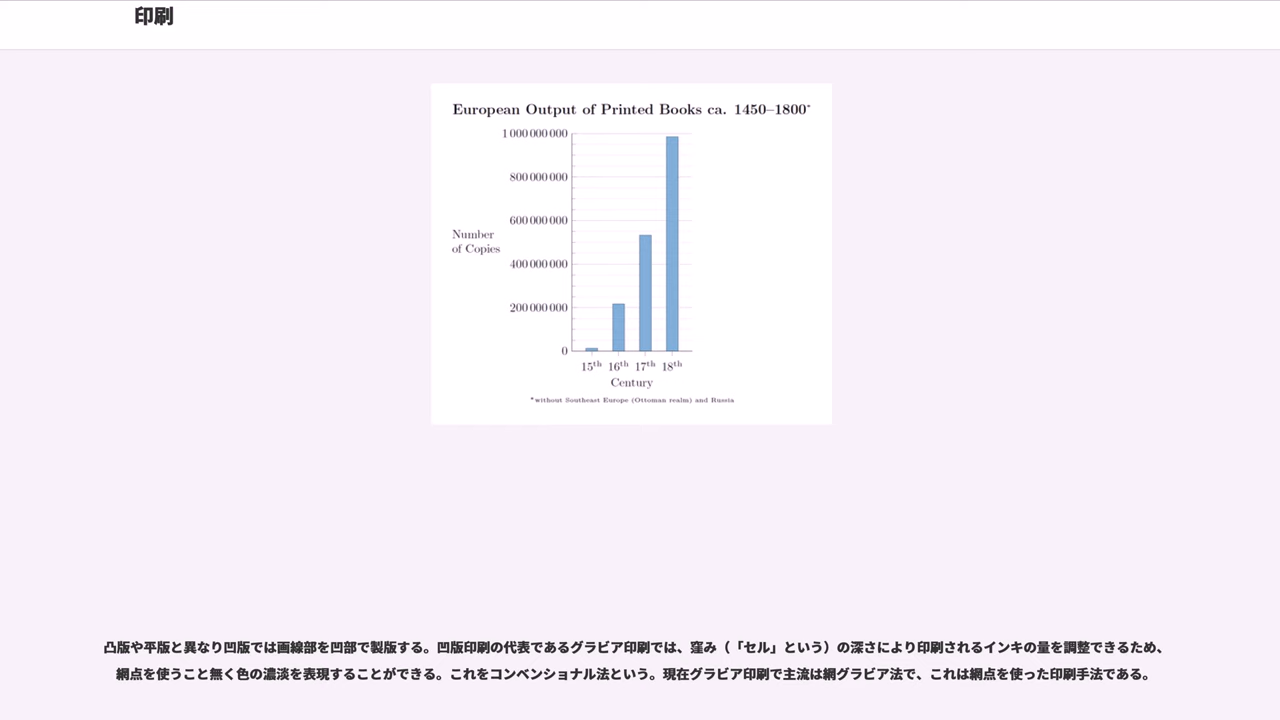 印刷
European Output of Printed Books ca. 1450–1800*
1 000 000 000
800 000 000
600 000 000
Number
of Copies
400 000 000
200 000 000
0
15th 16th 17th 18th
Century
*without Southeast Europe (Ottoman realm) and Russia
凸版や平版と異なり凹版では画線部を凹部で製版する。凹版印刷の代表であるグラビア印刷では、窪み（「セル」という）の深さにより印刷されるインキの量を調整できるため、
網点を使うこと無く色の濃淡を表現することができる。これをコンベンショナル法という。現在グラビア印刷で主流は網グラビア法で、これは網点を使った印刷手法である。